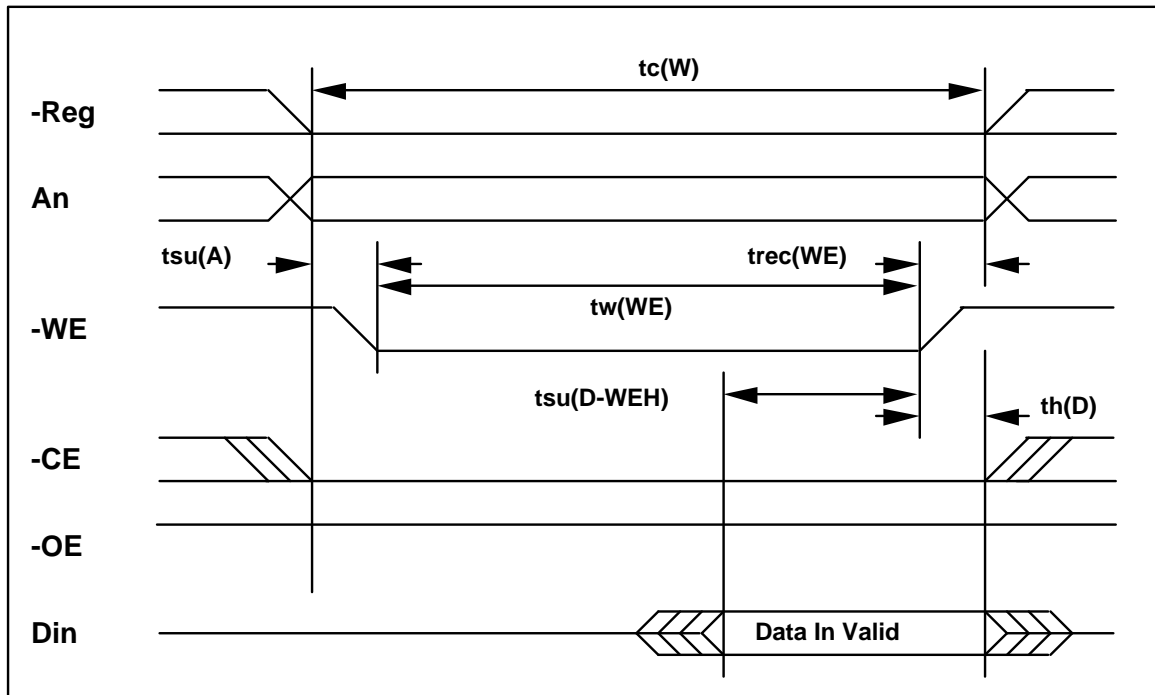 tc(W)
-Reg
An
tsu(A)
trec(WE)
tw(WE)
-WE
tsu(D-WEH)
th(D)
-CE
-OE
Din
Data In Valid